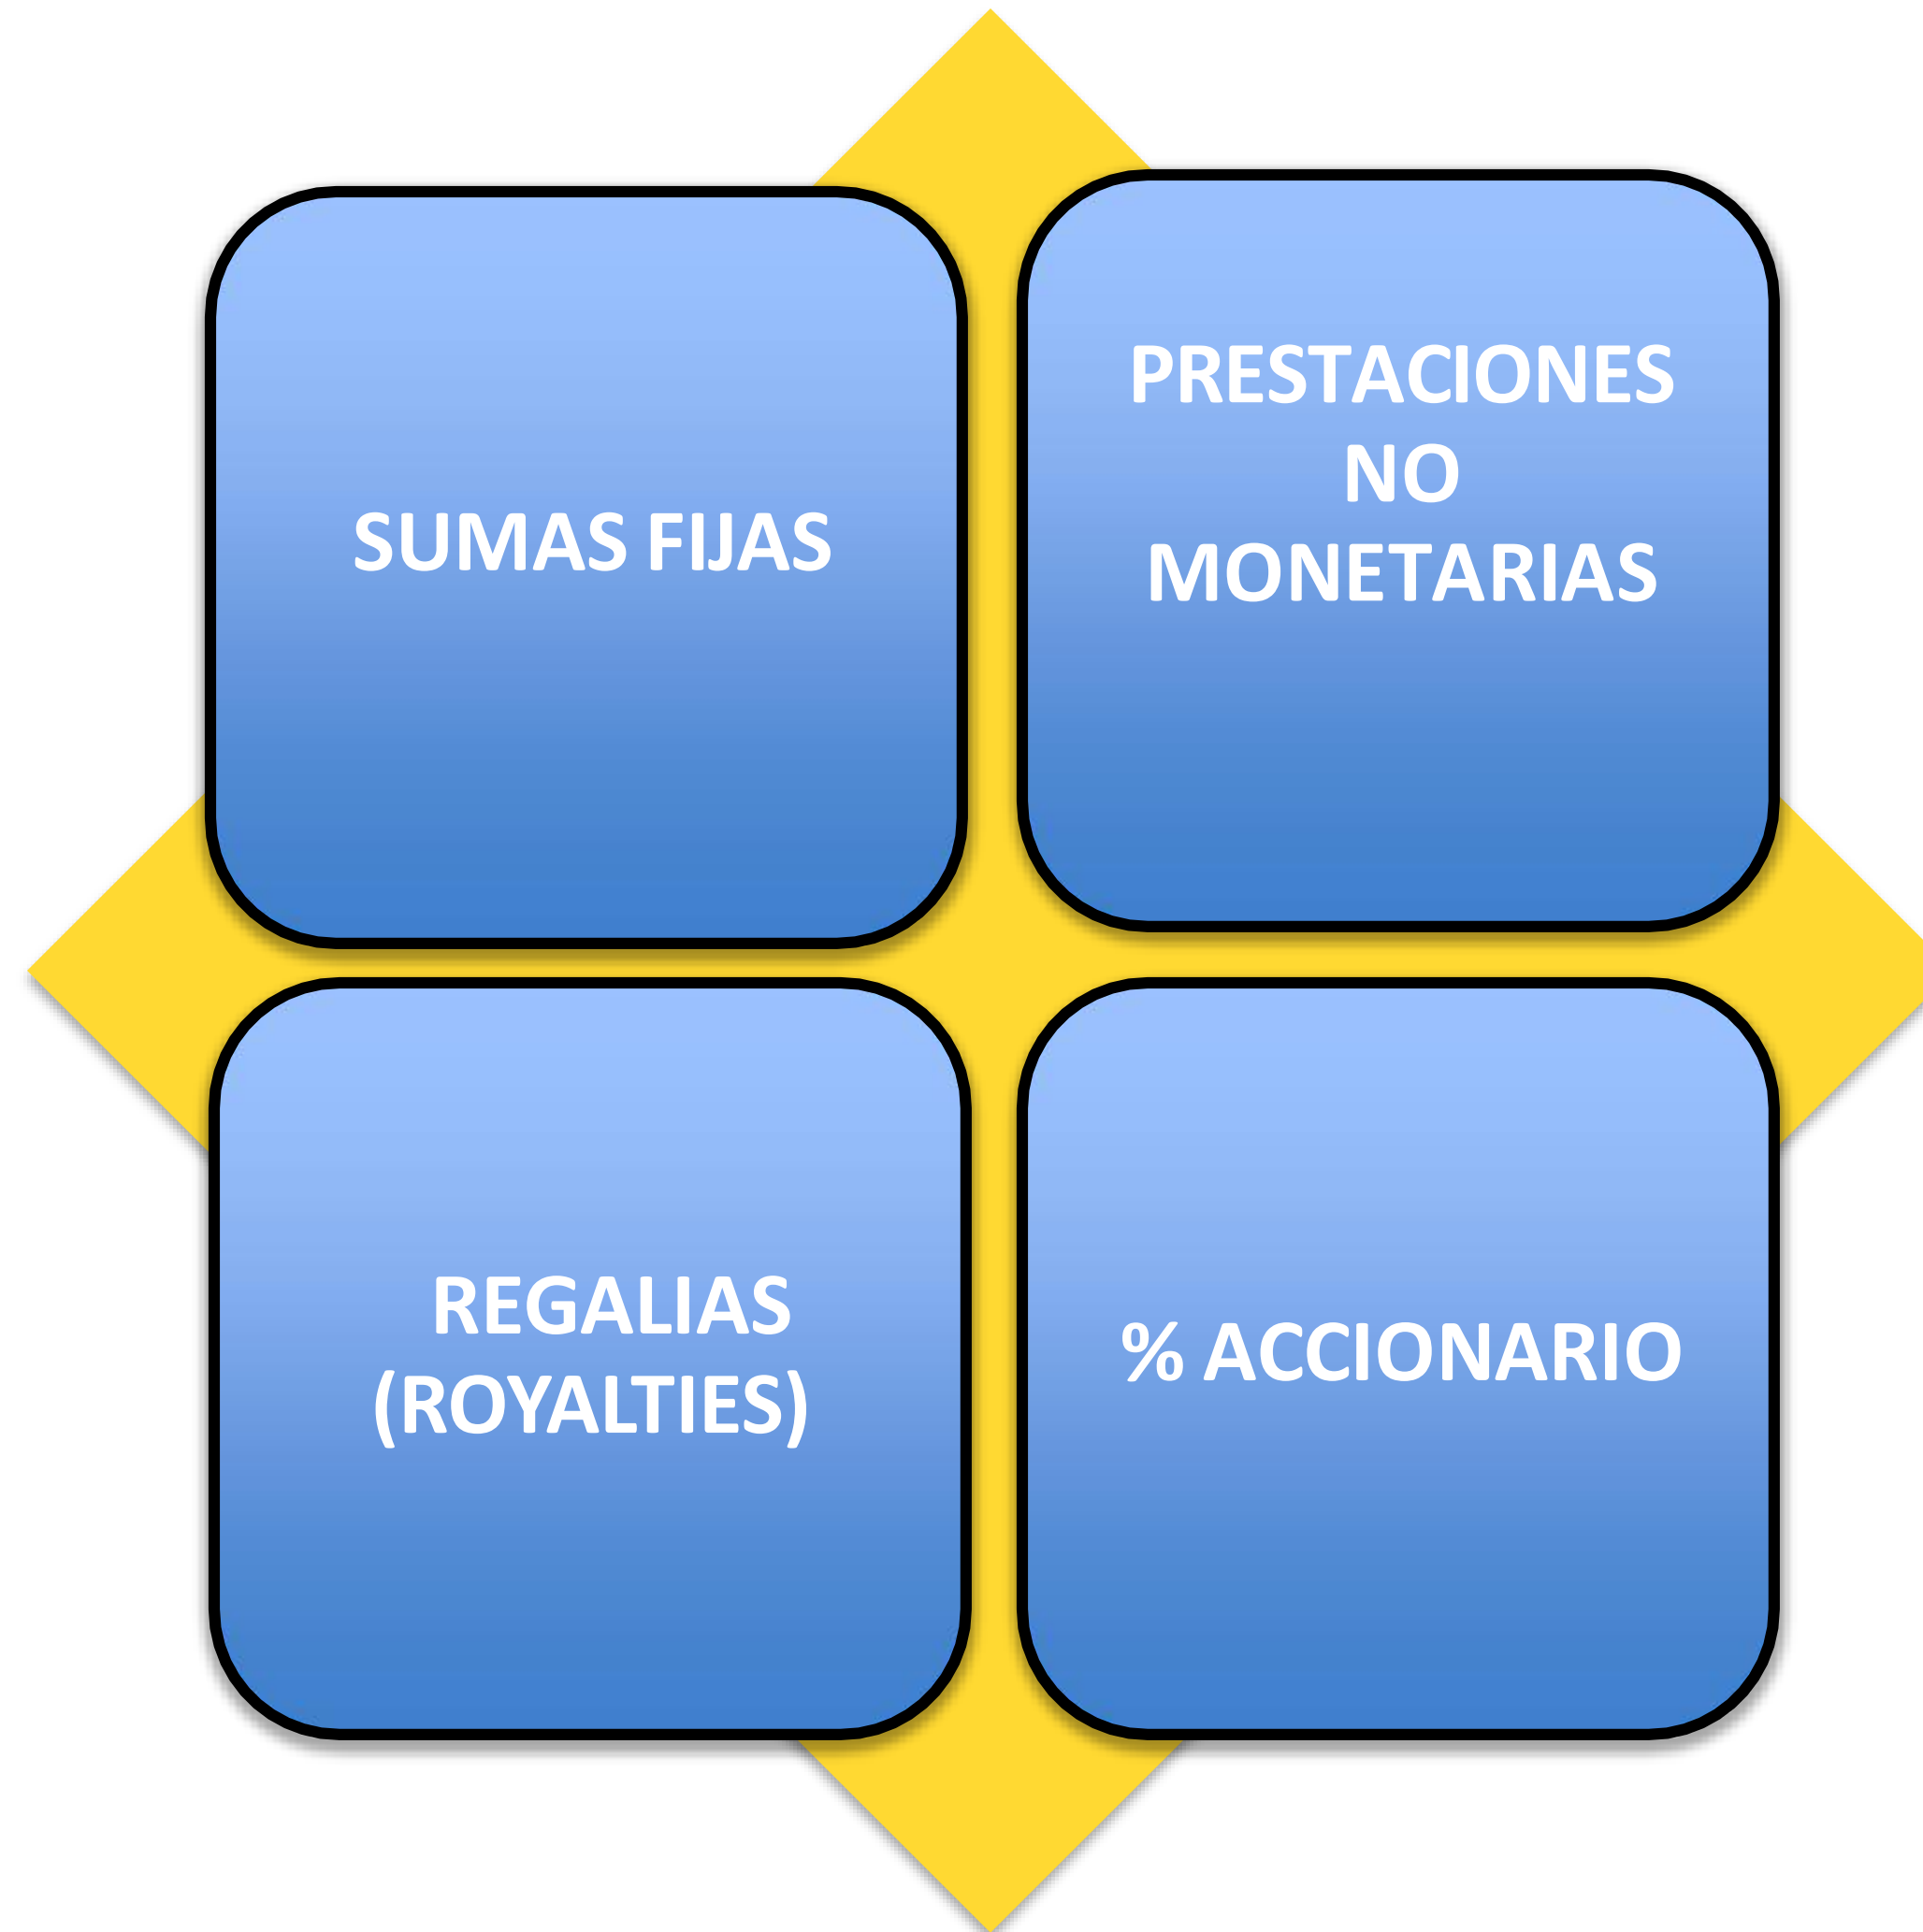 SUMAS FIJAS
PRESTACIONES
NO
MONETARIAS
REGALIAS
(ROYALTIES)
% ACCIONARIO